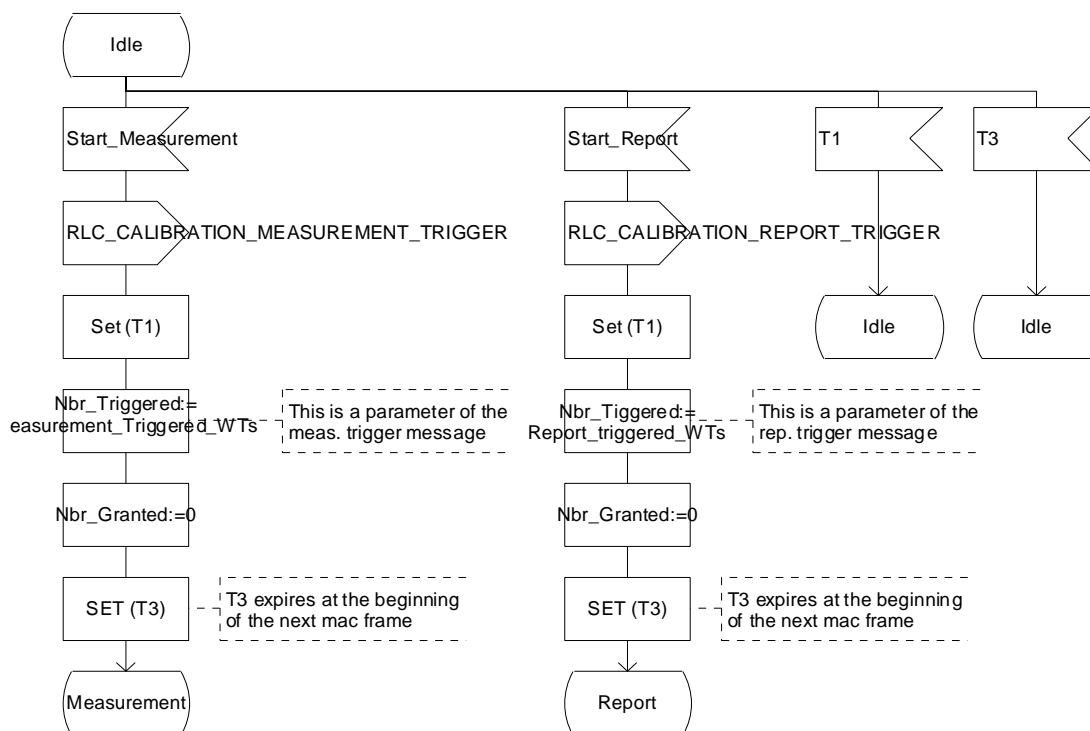 Idle
Start_Measurement
Start_Report
T1
T3
RLC_CALIBRATION_MEASUREMENT_TRIGGER
RLC_CALIBRATION_REPORT_TRIGGER
Set (T1)
Set (T1)
Idle
Idle
Nbr_Triggered:=
easurement_Triggered_WTs
This is a parameter of the
meas. trigger message
Nbr_Tiggered:=
Report_triggered_WTs
This is a parameter of the
rep. trigger message
Nbr_Granted:=0
Nbr_Granted:=0
SET (T3)
T3 expires at the beginning
of the next mac frame
SET (T3)
T3 expires at the beginning
of the next mac frame
Measurement
Report